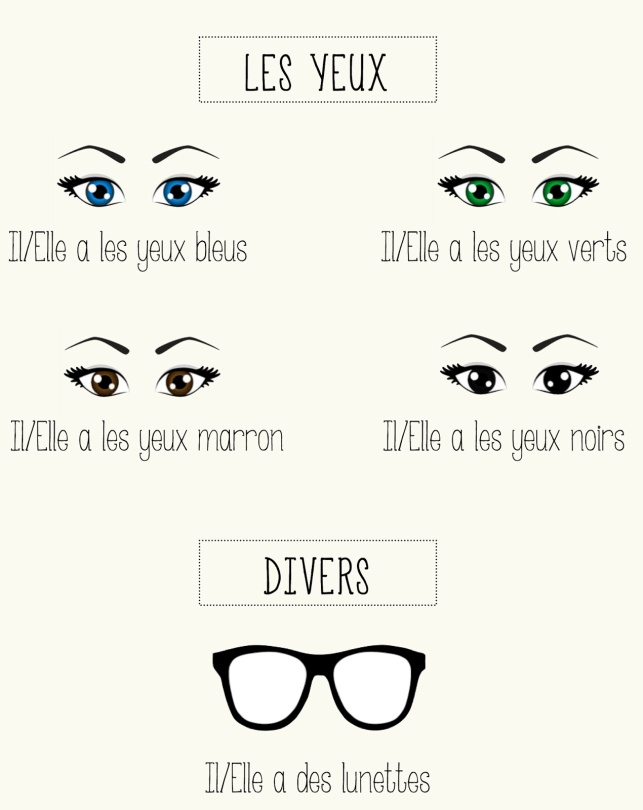 LES YEUX
Il/Elle a les yeux bleus
Il/Elle a les yeux verts
Il/Elle a les yeux marron
Il/Elle a les yeux noirs
DIVERS
Il/Elle a des lunettes